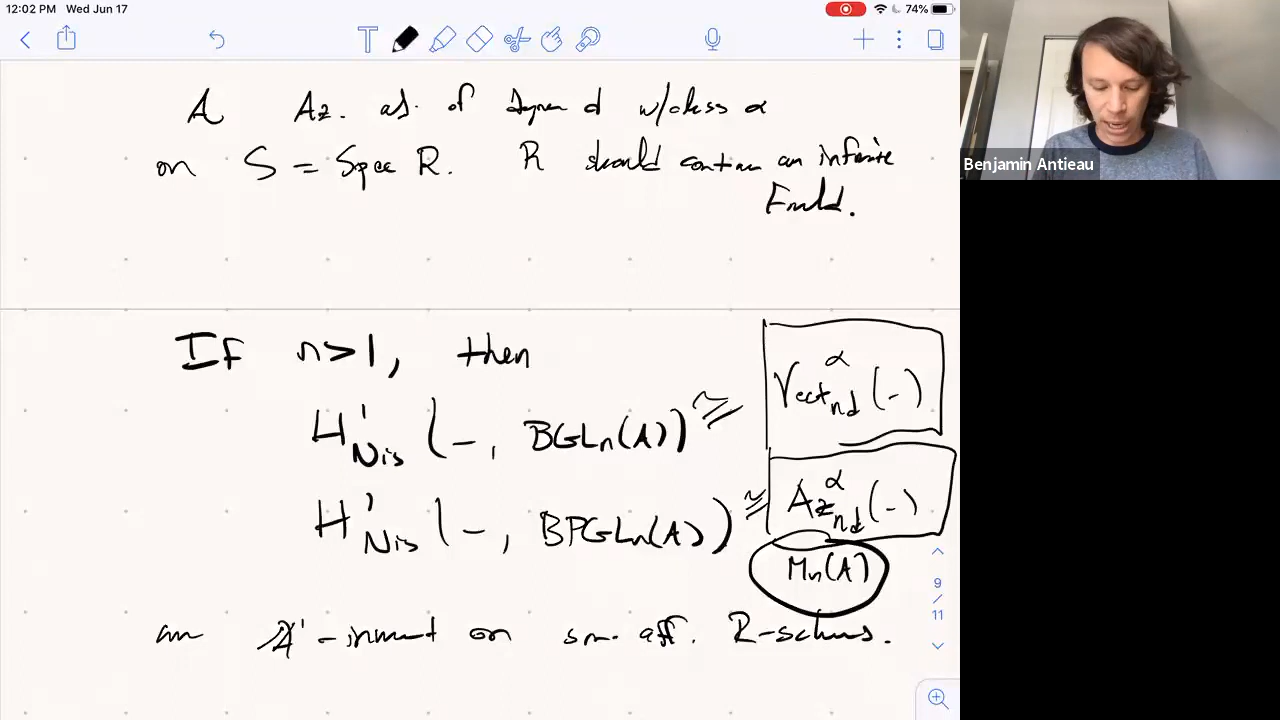 12:02 PM Wed Jun 17
74%
A Az. alg. of degree d w/class α
on S = Spec R. R should contain an infinite
Field.
Benjamin Antieau
If n>1, then
H¹Nis (−, BGLn(A)) ≅ Vect^α_nd (−)
H¹Nis (−, BPGLn(A)) ≅ Az^α_nd (−)
Mn(A)
are A¹-invariant on sm. aff. R-schemes.
9
/
11